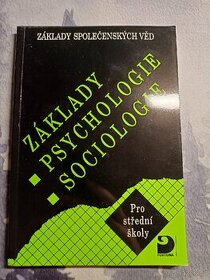 ZÁKLADY SPOLEČENSKÝCH VĚD
ZÁKLADY
PSYCHOLOGIE
SOCIOLOGIE
Pro
střední
školy
FORTUNA